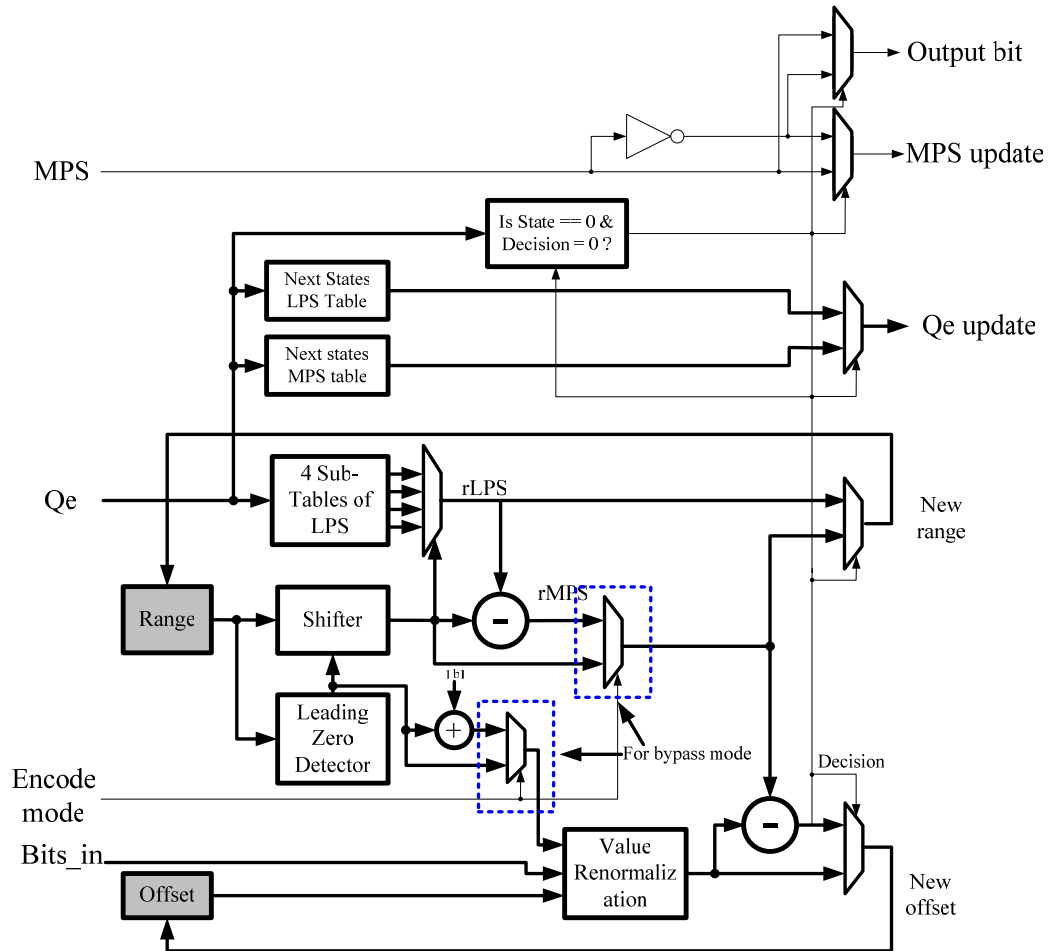 Output bit
MPS update
MPS
Is State == 0 &
Decision = 0 ?
Next States
LPS Table
Qe update
Next states
MPS table
Qe
4 Sub-
Tables of
LPS
rLPS
New
range
rMPS
Range
Shifter
-
1b1
+
Leading
Zero
Detector
For bypass mode
Encode
mode
Decision
-
Bits_in
Value
Renormaliz
ation
Offset
New
offset